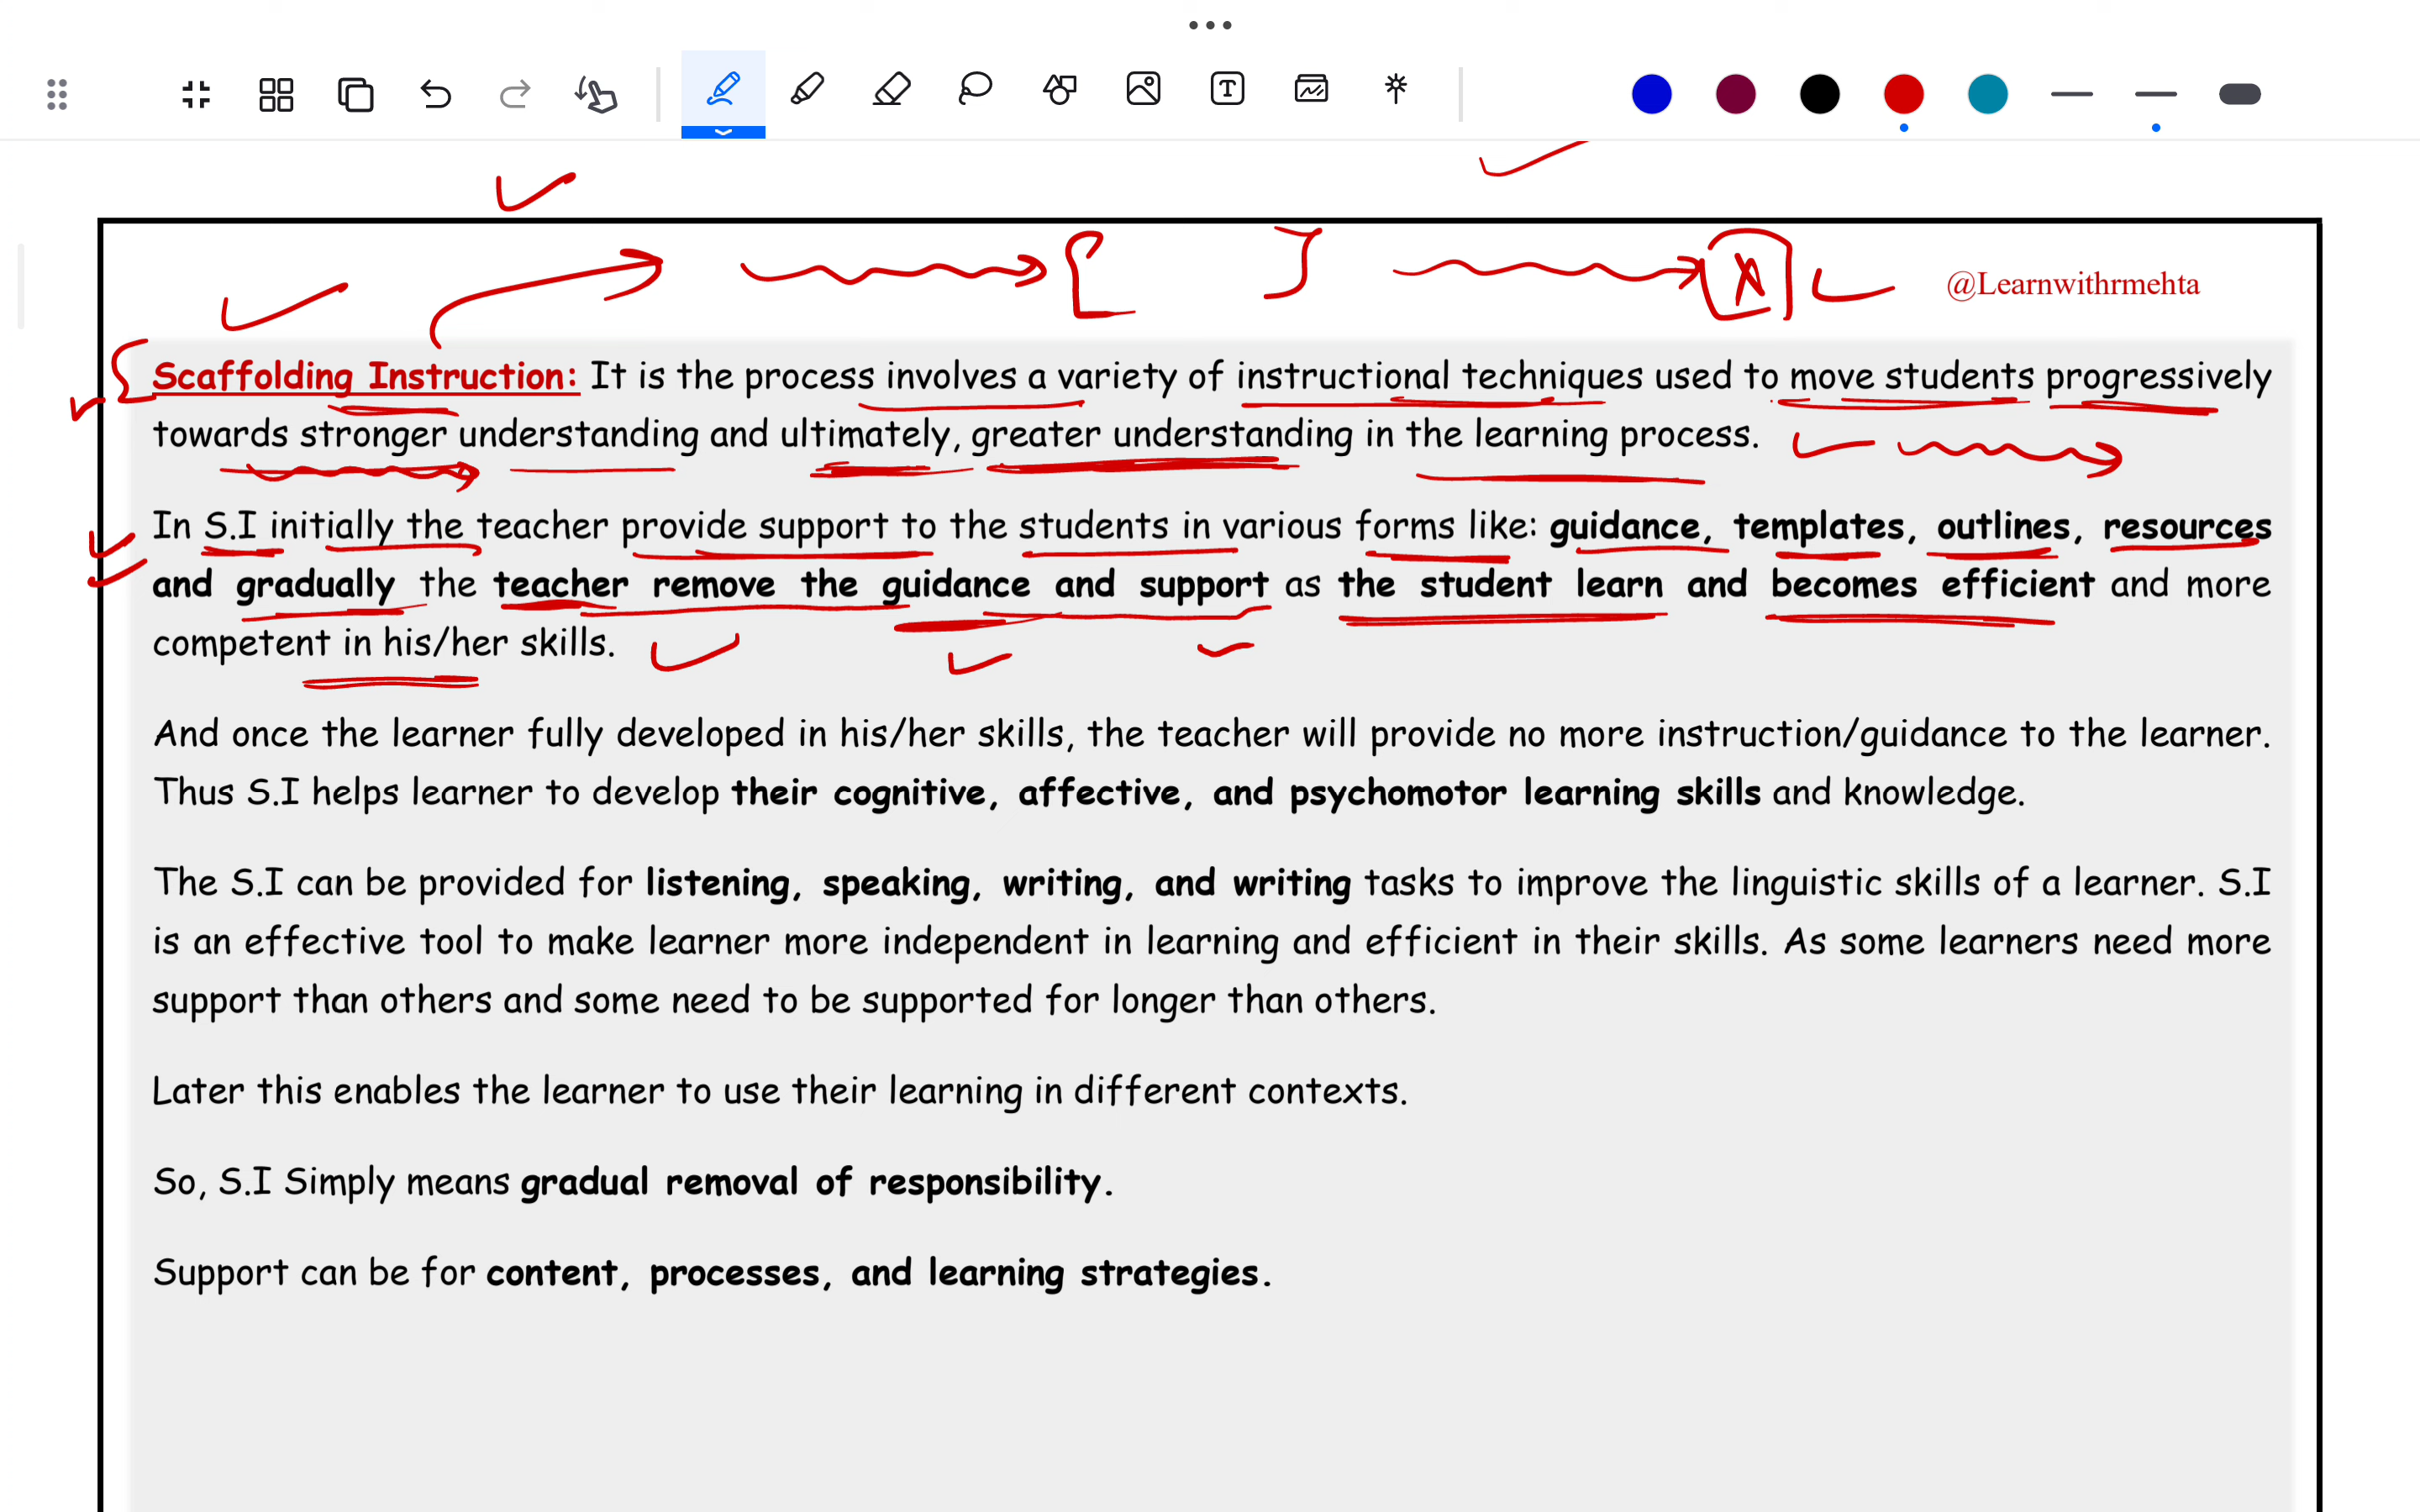 @Learnwithrmehta
Scaffolding Instruction: It is the process involves a variety of instructional techniques used to move students progressively
towards stronger understanding and ultimately, greater understanding in the learning process.
In S.I initially the teacher provide support to the students in various forms like: guidance, templates, outlines, resources
and gradually the teacher remove the guidance and support as the student learn and becomes efficient and more
competent in his/her skills.
And once the learner fully developed in his/her skills, the teacher will provide no more instruction/guidance to the learner.
Thus S.I helps learner to develop their cognitive, affective, and psychomotor learning skills and knowledge.
The S.I can be provided for listening, speaking, writing, and writing tasks to improve the linguistic skills of a learner. S.I
is an effective tool to make learner more independent in learning and efficient in their skills. As some learners need more
support than others and some need to be supported for longer than others.
Later this enables the learner to use their learning in different contexts.
So, S.I Simply means gradual removal of responsibility.
Support can be for content, processes, and learning strategies.